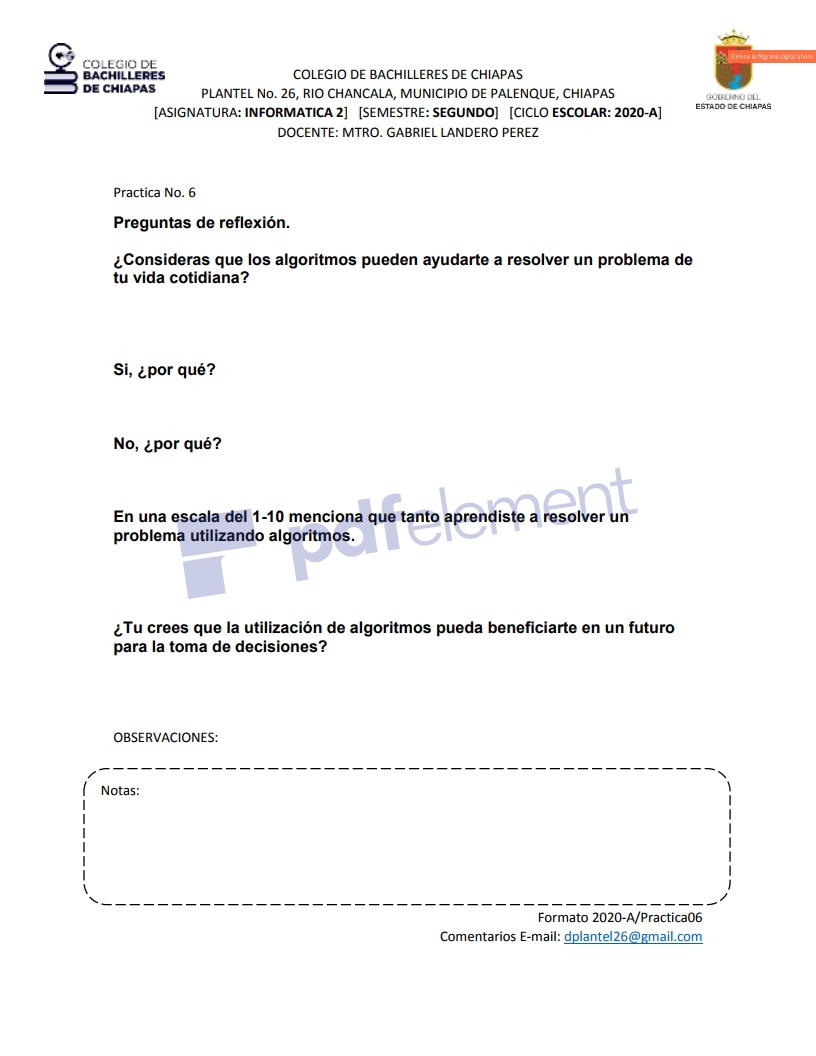 COLEGIO DE
BACHILLERES
DE CHIAPAS
Elimina la filigrana digital ahora
GOBIERNO DEL
ESTADO DE CHIAPAS
COLEGIO DE BACHILLERES DE CHIAPAS
PLANTEL No. 26, RIO CHANCALA, MUNICIPIO DE PALENQUE, CHIAPAS
[ASIGNATURA: INFORMATICA 2] [SEMESTRE: SEGUNDO] [CICLO ESCOLAR: 2020-A]
DOCENTE: MTRO. GABRIEL LANDERO PEREZ
Practica No. 6
Preguntas de reflexión.
¿Consideras que los algoritmos pueden ayudarte a resolver un problema de
tu vida cotidiana?
Si, ¿por qué?
No, ¿por qué?
En una escala del 1-10 menciona que tanto aprendiste a resolver un
problema utilizando algoritmos.
pdfelement
¿Tu crees que la utilización de algoritmos pueda beneficiarte en un futuro
para la toma de decisiones?
OBSERVACIONES:
Notas:
Formato 2020-A/Practica06
Comentarios E-mail: dplantel26@gmail.com